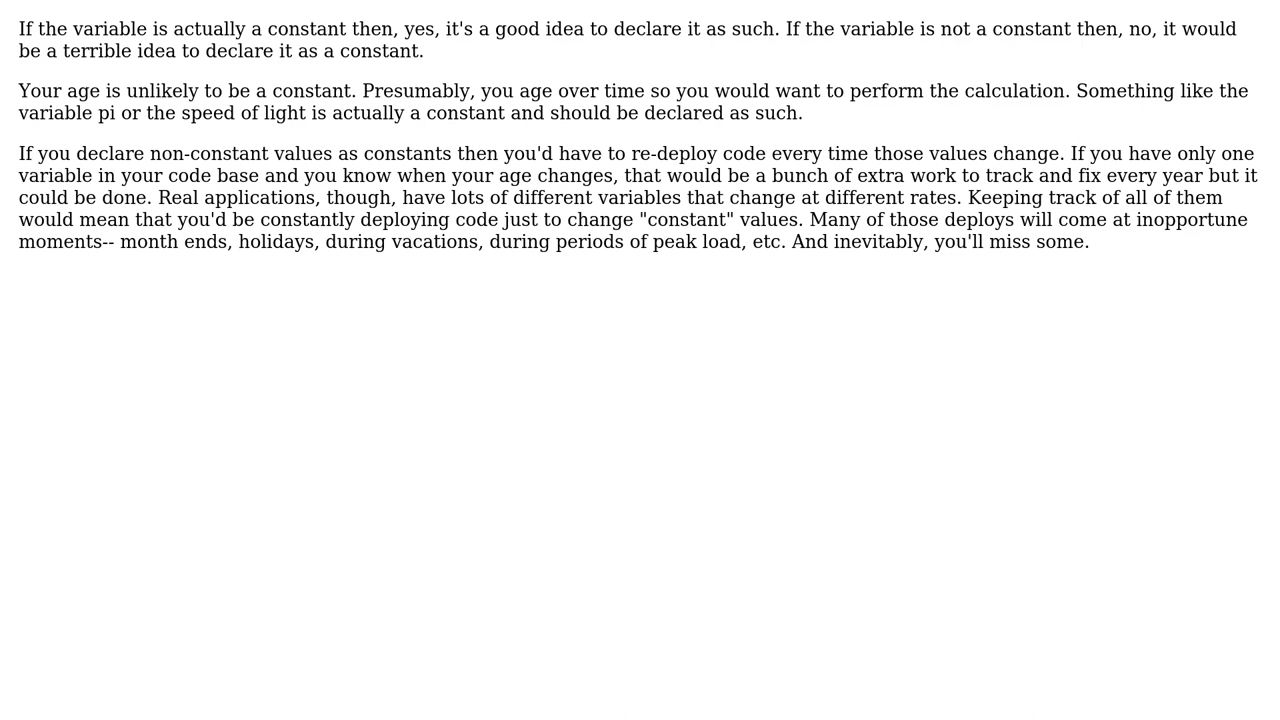 If the variable is actually a constant then, yes, it's a good idea to declare it as such. If the variable is not a constant then, no, it would
be a terrible idea to declare it as a constant.
Your age is unlikely to be a constant. Presumably, you age over time so you would want to perform the calculation. Something like the
variable pi or the speed of light is actually a constant and should be declared as such.
If you declare non-constant values as constants then you'd have to re-deploy code every time those values change. If you have only one
variable in your code base and you know when your age changes, that would be a bunch of extra work to track and fix every year but it
could be done. Real applications, though, have lots of different variables that change at different rates. Keeping track of all of them
would mean that you'd be constantly deploying code just to change "constant" values. Many of those deploys will come at inopportune
moments-- month ends, holidays, during vacations, during periods of peak load, etc. And inevitably, you'll miss some.